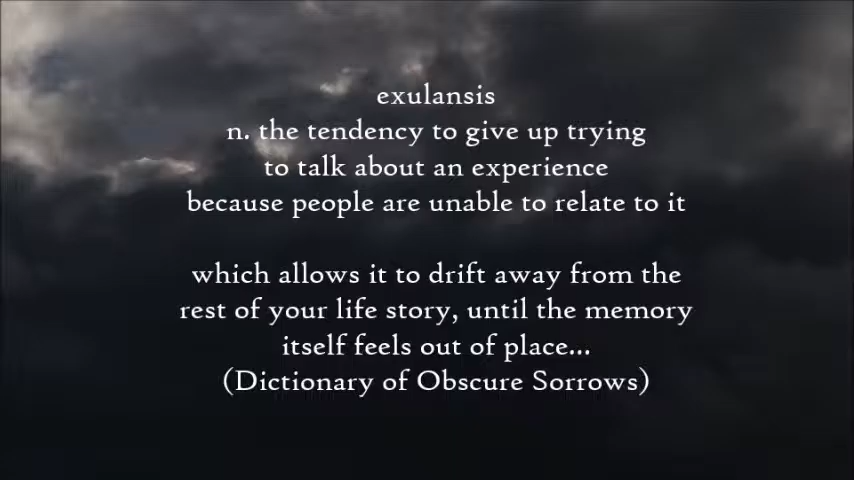 exulansis
n. the tendency to give up trying
to talk about an experience
because people are unable to relate to it
which allows it to drift away from the
rest of your life story, until the memory
itself feels out of place...
(Dictionary of Obscure Sorrows)